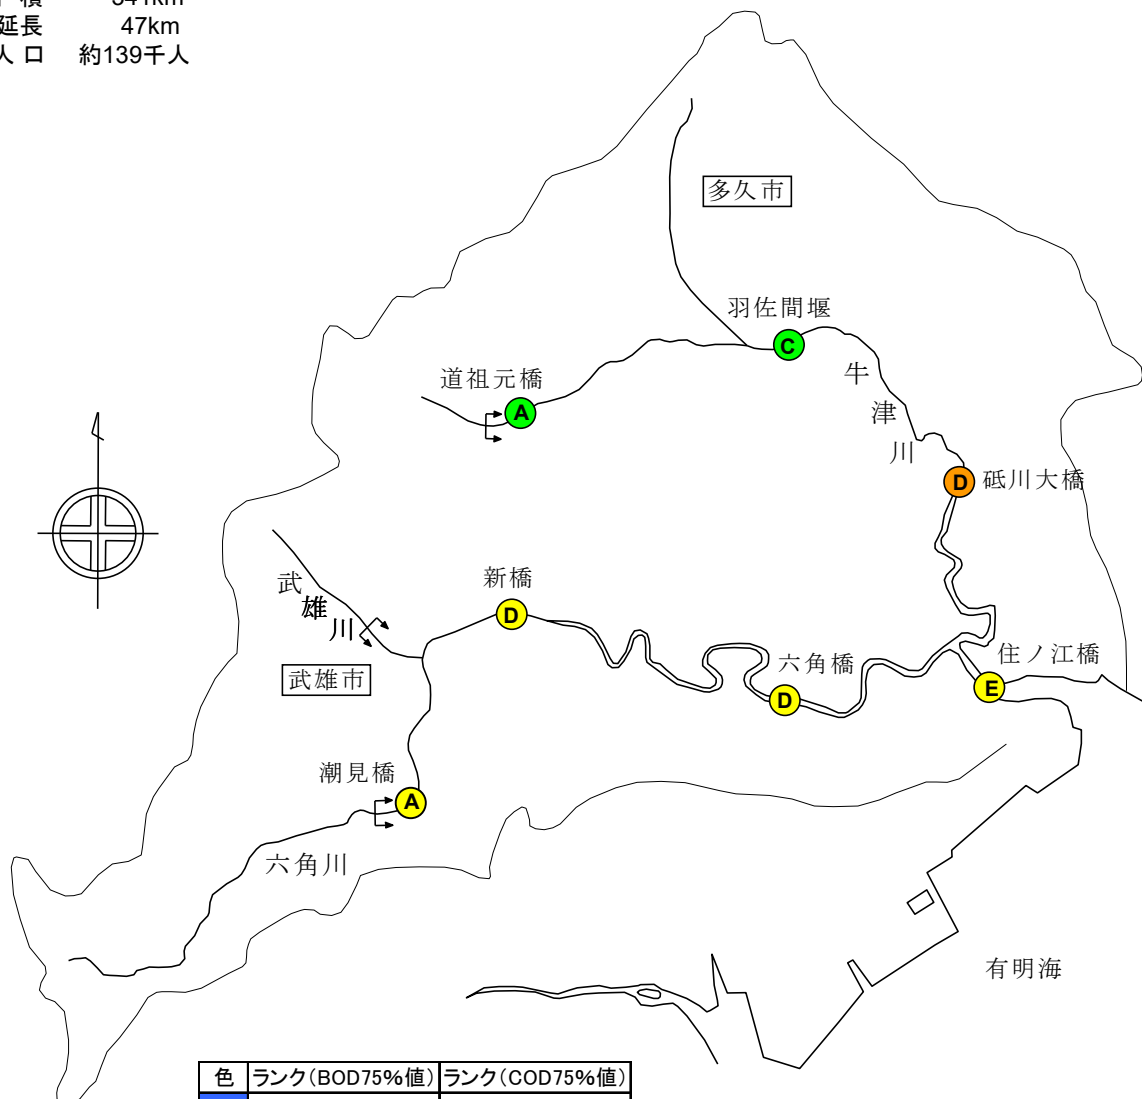 341km
延長 47km
人 口 約139千人
多久市
羽佐間堰
C
道祖元橋
A
牛津川
D
砥川大橋
武雄川
新橋
D
住ノ江橋
E
六角橋
D
武雄市
潮見橋
A
六角川
有明海
色 ランク(BOD75%値) ランク(COD75%値)